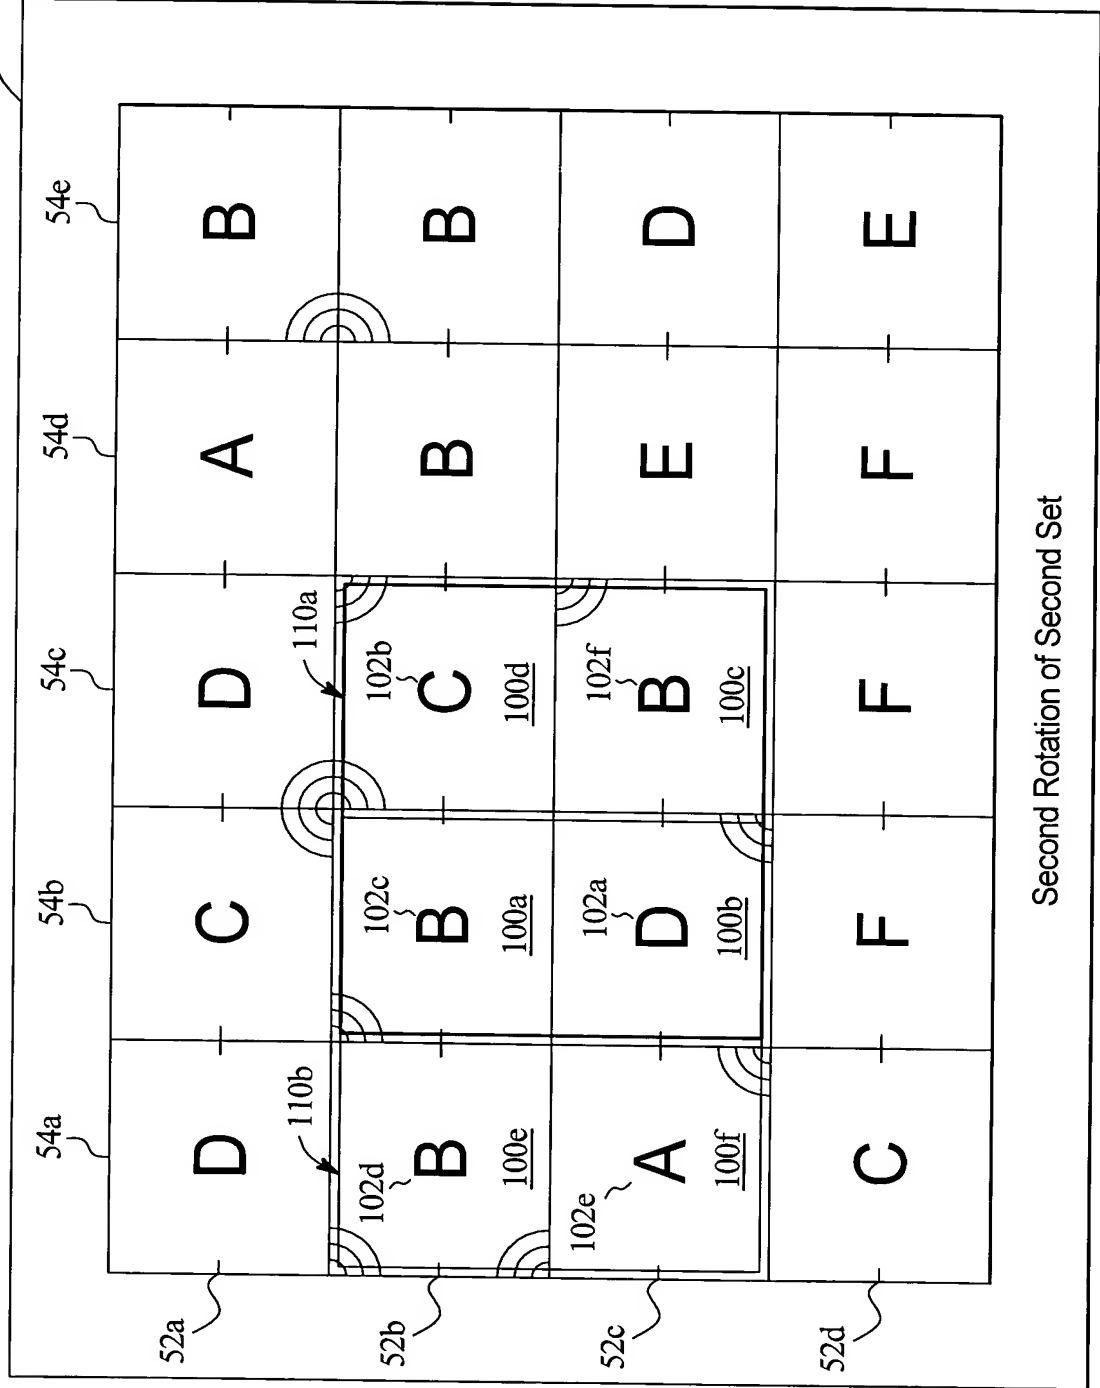 54a 54b 54c 54d 54e
52a D C D A B
110b 110a
102d 102c 102b
52b B B C B B
100e 100a 100d
102e 102a 102f
52c A D B E D
100f 100b 100c
52d C F F F E
Second Rotation of Second Set